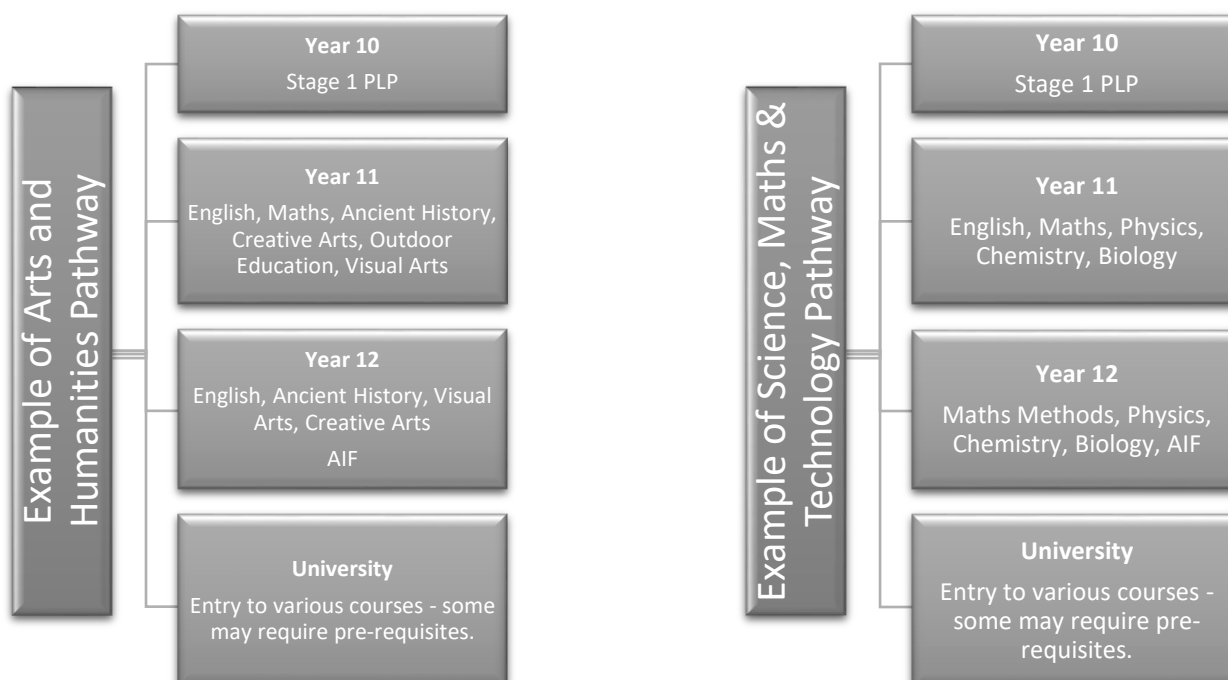 Example of Arts and
Humanities Pathway
Year 10
Stage 1 PLP
Year 11
English, Maths, Ancient History,
Creative Arts, Outdoor
Education, Visual Arts
Year 12
English, Ancient History, Visual
Arts, Creative Arts
AIF
University
Entry to various courses - some
may require pre-requisites.
Example of Science, Maths &
Technology Pathway
Year 10
Stage 1 PLP
Year 11
English, Maths, Physics,
Chemistry, Biology
Year 12
Maths Methods, Physics,
Chemistry, Biology, AIF
University
Entry to various courses -
some may require pre-
requisites.